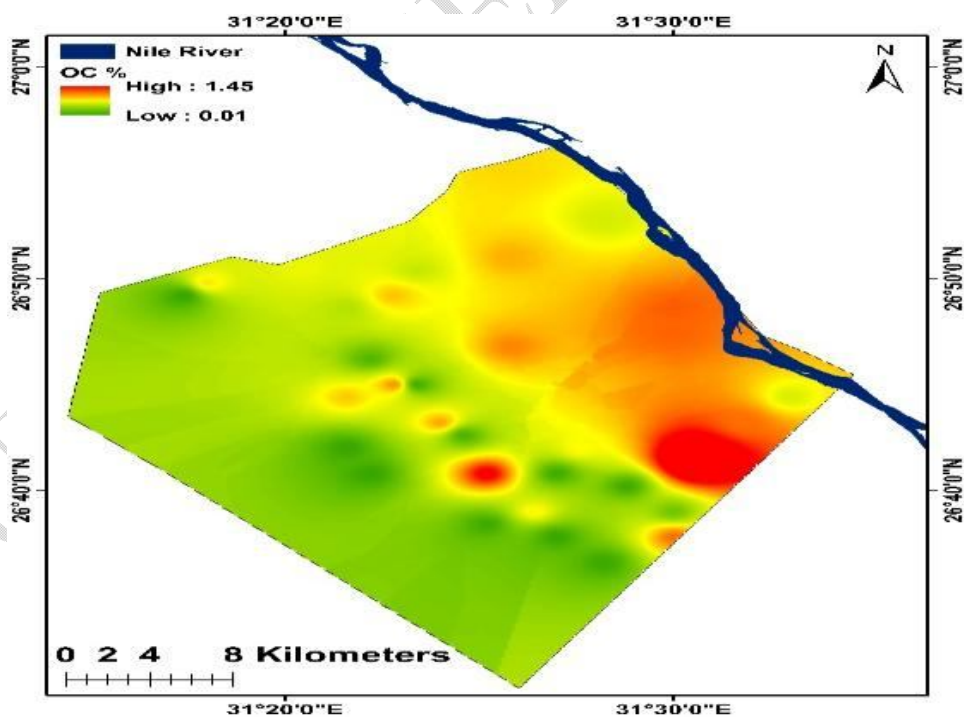 31°20'0"E 31°30'0"E
Nile River
OC %
High : 1.45
Low : 0.01
N
27°0'0"N 27°0'0"N
26°50'0"N 26°50'0"N
26°40'0"N 26°40'0"N
0 2 4 8 Kilometers
31°20'0"E 31°30'0"E